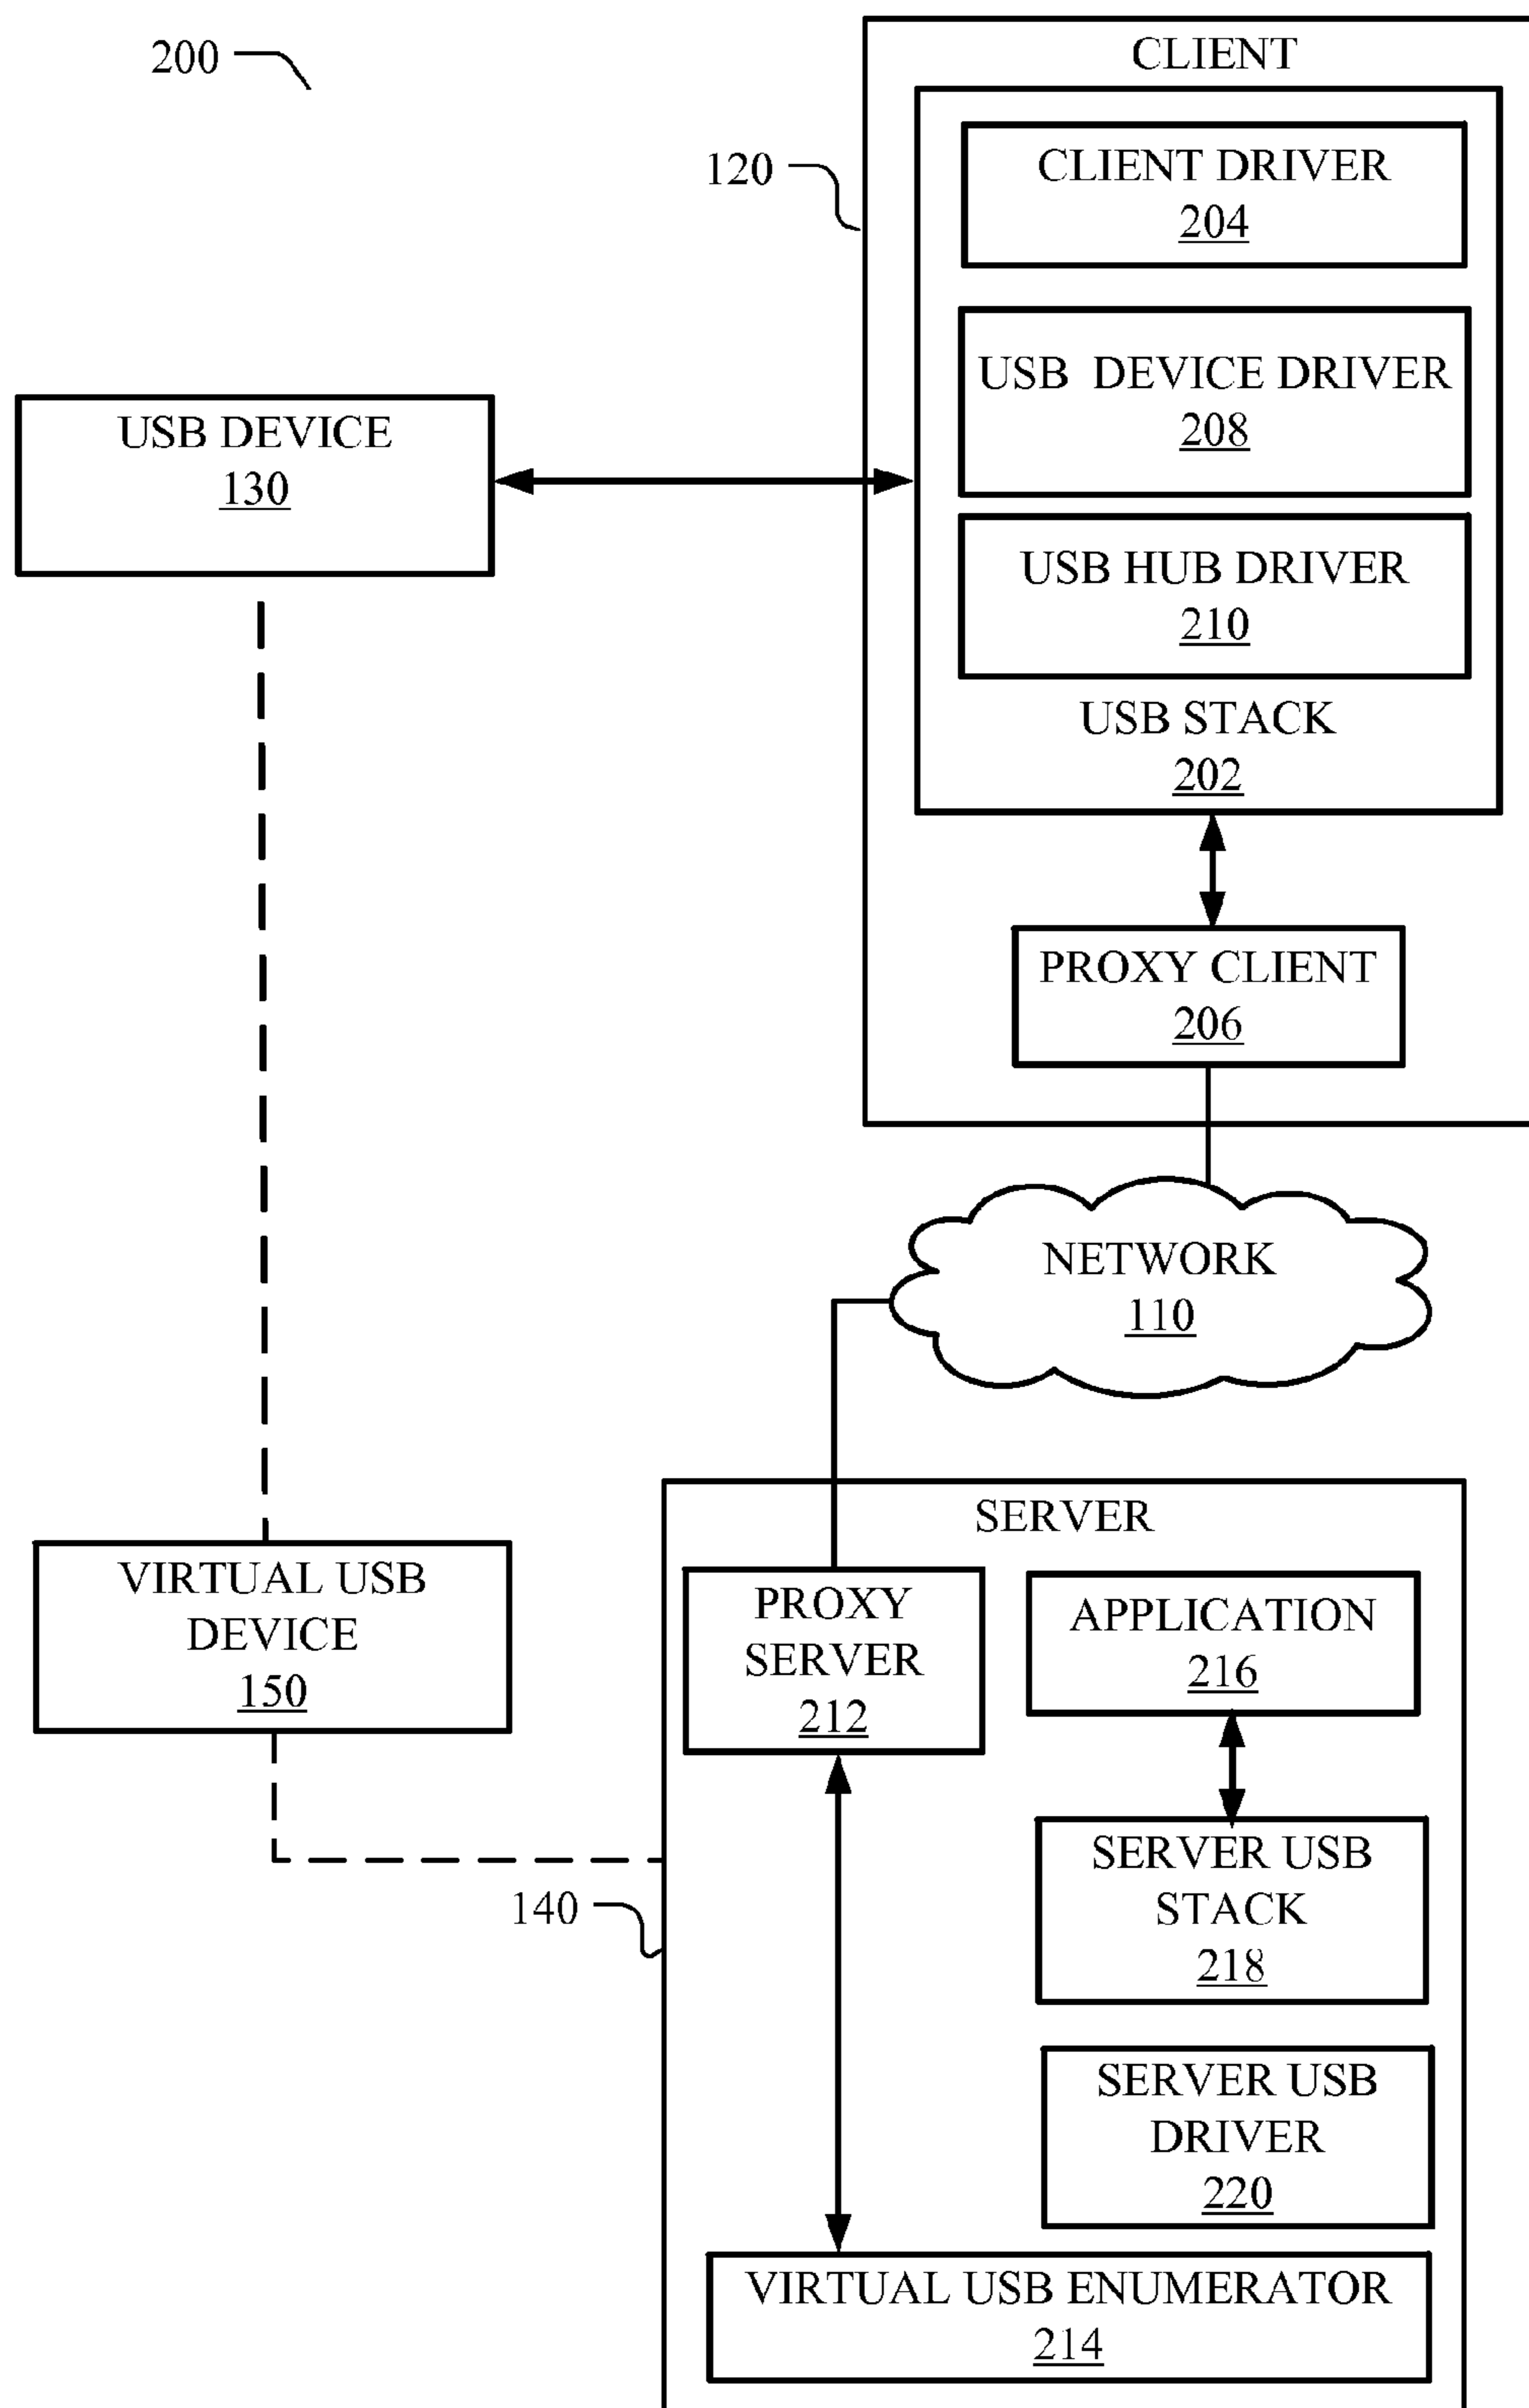 200
CLIENT
120
CLIENT DRIVER
204
USB DEVICE DRIVER
208
USB DEVICE
130
USB HUB DRIVER
210
USB STACK
202
PROXY CLIENT
206
NETWORK
110
SERVER
VIRTUAL USB
DEVICE
150
PROXY
SERVER
212
APPLICATION
216
SERVER USB
STACK
218
140
SERVER USB
DRIVER
220
VIRTUAL USB ENUMERATOR
214